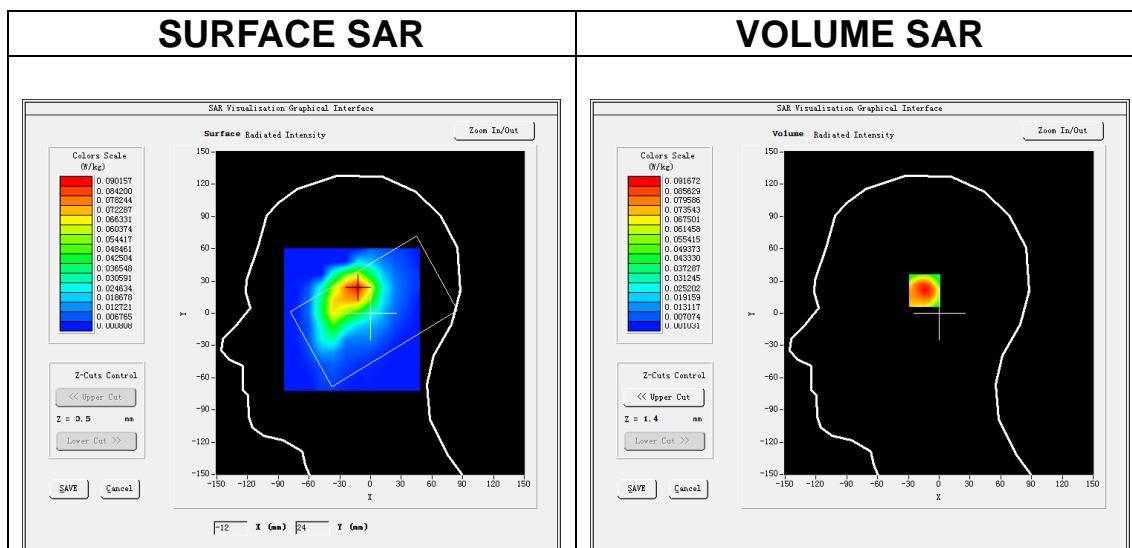 SURFACE SAR
VOLUME SAR
SAR Visualisation Graphical Interface
Surface Radiated Intensity
Zoom In/Out
Colors Scale
(W/kg)
0.090157
0.084200
0.078244
0.072287
0.066331
0.060374
0.054417
0.048461
0.042504
0.036548
0.030591
0.024634
0.018678
0.012721
0.006765
0.000808
150
120
90
60
30
0
-30
-60
-90
-120
-150
Y
-150 -120 -90 -60 -30 0 30 60 90 120 150
X
Z-Cuts Control
<< Upper Cut
Z = 0.5 mm
Lower Cut >>
SAVE Cancel
-12 X (mm) 24 Y (mm)
SAR Visualisation Graphical Interface
Volume Radiated Intensity
Zoom In/Out
Colors Scale
(W/kg)
0.091672
0.085629
0.079586
0.073543
0.067501
0.061458
0.055415
0.049373
0.043330
0.037287
0.031245
0.025202
0.019159
0.013117
0.007074
0.001031
150
120
90
60
30
0
-30
-60
-90
-120
-150
Y
-150 -120 -90 -60 -30 0 30 60 90 120 150
X
Z-Cuts Control
<< Upper Cut
Z = 1.4 mm
Lower Cut >>
SAVE Cancel